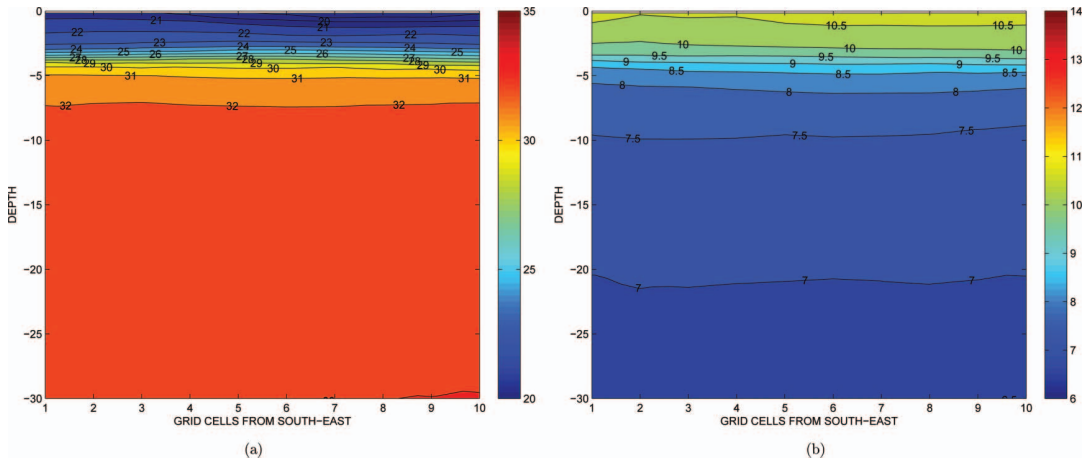 0
−5
−10
−15
−20
−25
−30
DEPTH
1 2 3 4 5 6 7 8 9 10
GRID CELLS FROM SOUTH−EAST
21 20 21
22 21 22
22
24 25 23 24 25 23 24 25
26 27 26 27
29 28 28 29
30 30
31 31 31
32 32 32
35
30
25
20
(a)
0
−5
−10
−15
−20
−25
−30
DEPTH
1 2 3 4 5 6 7 8 9 10
GRID CELLS FROM SOUTH−EAST
10.5 10.5
10 10 10
9.5 9.5 9.5
9 9 9
8.5 8.5 8.5
8 8 8
7.5 7.5 7.5
7 7 7
14
13
12
11
10
9
8
7
6
(b)